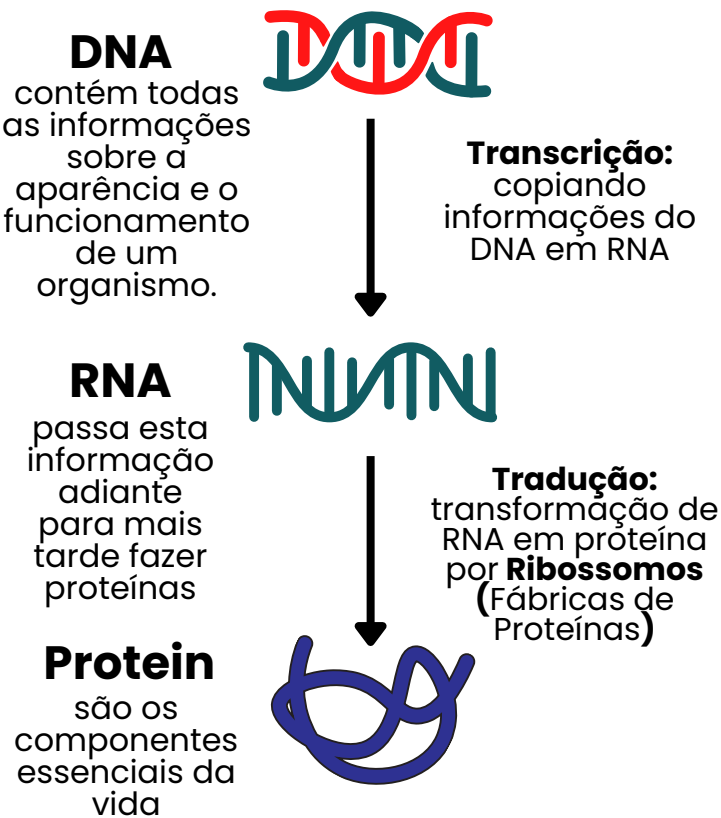 DNA
contém todas
as informações
sobre a
aparência e o
funcionamento
de um
organismo.
Transcrição:
copiando
informações do
DNA em RNA
RNA
passa esta
informação
adiante
para mais
tarde fazer
proteínas
Tradução:
transformação de
RNA em proteína
por Ribossomos
(Fábricas de
Proteínas)
Protein
são os
componentes
essenciais da
vida